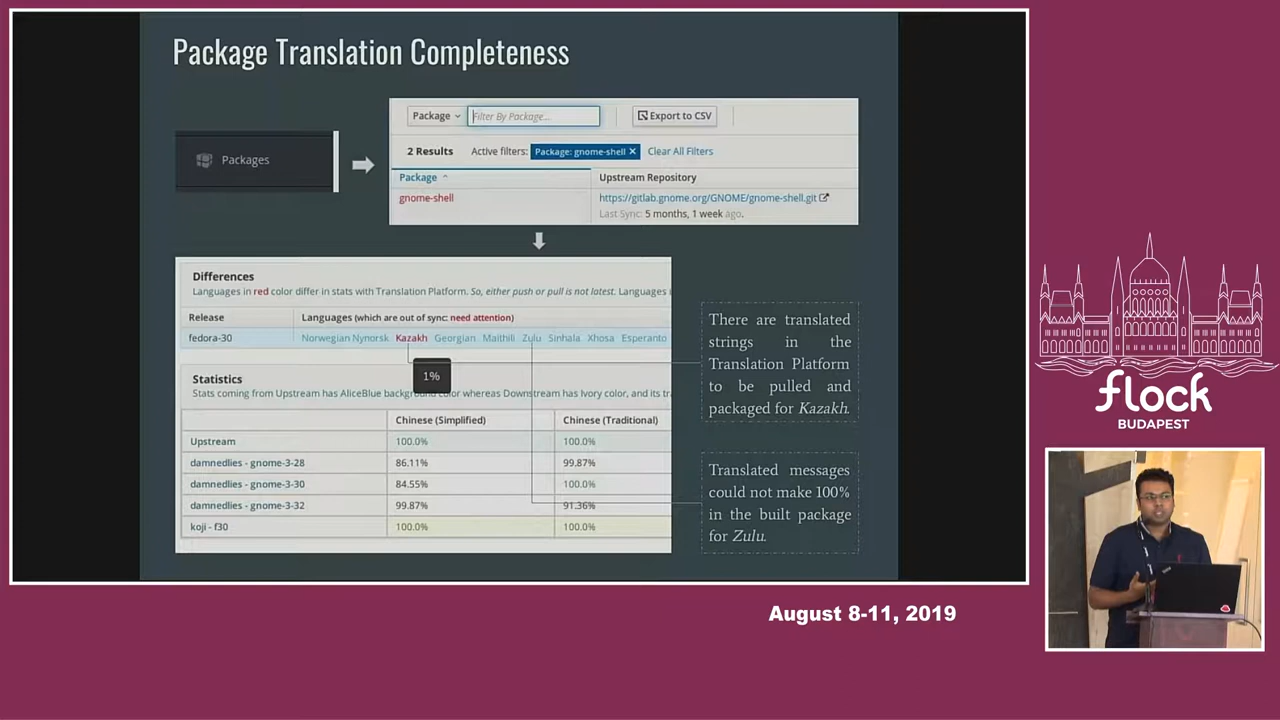 Package Translation Completeness
Packages
Package
Filter By Package...
Export to CSV
2 Results
Active filters:
Package: gnome-shell ✕
Clear All Filters
Package
Upstream Repository
gnome-shell
https://gitlab.gnome.org/GNOME/gnome-shell.git
Last Sync: 5 months, 1 week ago.
Differences
Languages in red color differ in stats with Translation Platform. So, either push or pull is not latest. Languages
Release
Languages (which are out of sync: need attention)
fedora-30
Norwegian Nynorsk Kazakh Georgian Maithili Zulu Sinhala Xhosa Esperanto
1%
Statistics
Stats coming from Upstream has AliceBlue background color whereas Downstream has Ivory color, and its
Chinese (Simplified)
Chinese (Traditional)
Upstream
100.0%
100.0%
damnedlies - gnome-3-28
86.11%
99.87%
damnedlies - gnome-3-30
84.55%
100.0%
damnedlies - gnome-3-32
99.87%
91.36%
koji - f30
100.0%
100.0%
There are translated
strings in the
Translation Platform
to be pulled and
packaged for Kazakh.
Translated messages
could not make 100%
in the built package
for Zulu.
flock
BUDAPEST
August 8-11, 2019